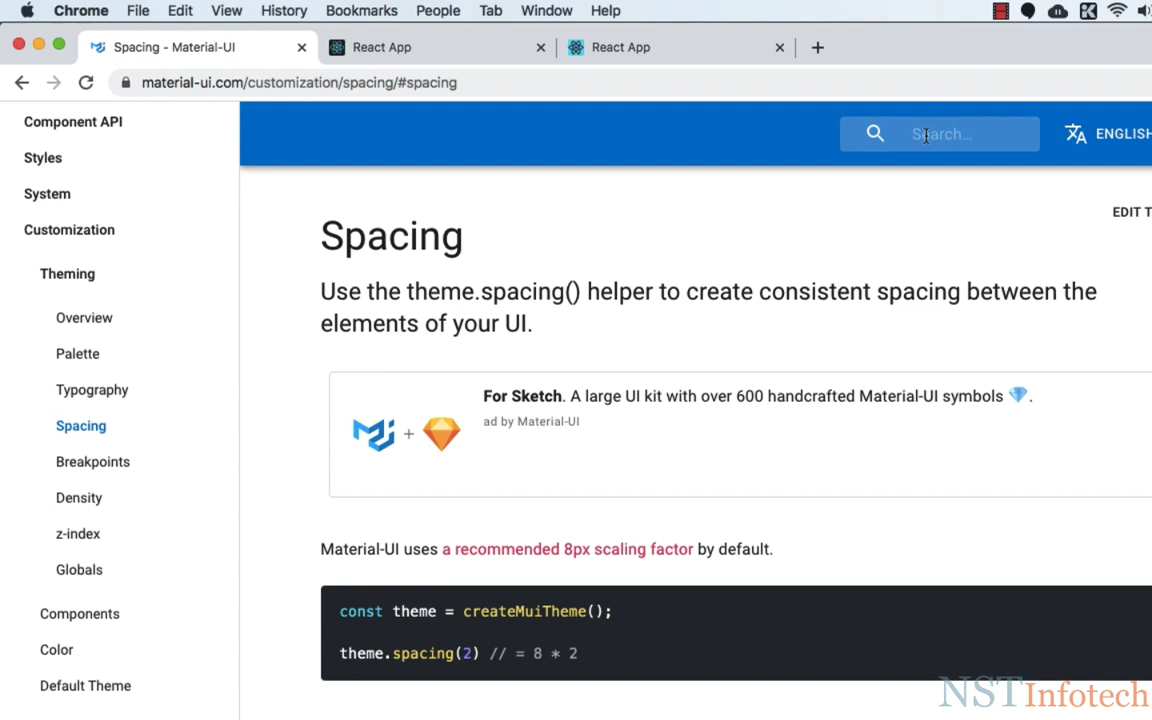 Chrome File Edit View History Bookmarks People Tab Window Help
Spacing - Material-UI React App React App
material-ui.com/customization/spacing/#spacing
Component API
Styles
System
Customization
Theming
Overview
Palette
Typography
Spacing
Breakpoints
Density
z-index
Globals
Components
Color
Default Theme
Search...
ENGLISH
EDIT T
Spacing
Use the theme.spacing() helper to create consistent spacing between the
elements of your UI.
For Sketch. A large UI kit with over 600 handcrafted Material-UI symbols 💎.
ad by Material-UI
+
Material-UI uses a recommended 8px scaling factor by default.
const theme = createMuiTheme();
theme.spacing(2) // = 8 * 2
NSTInfotech